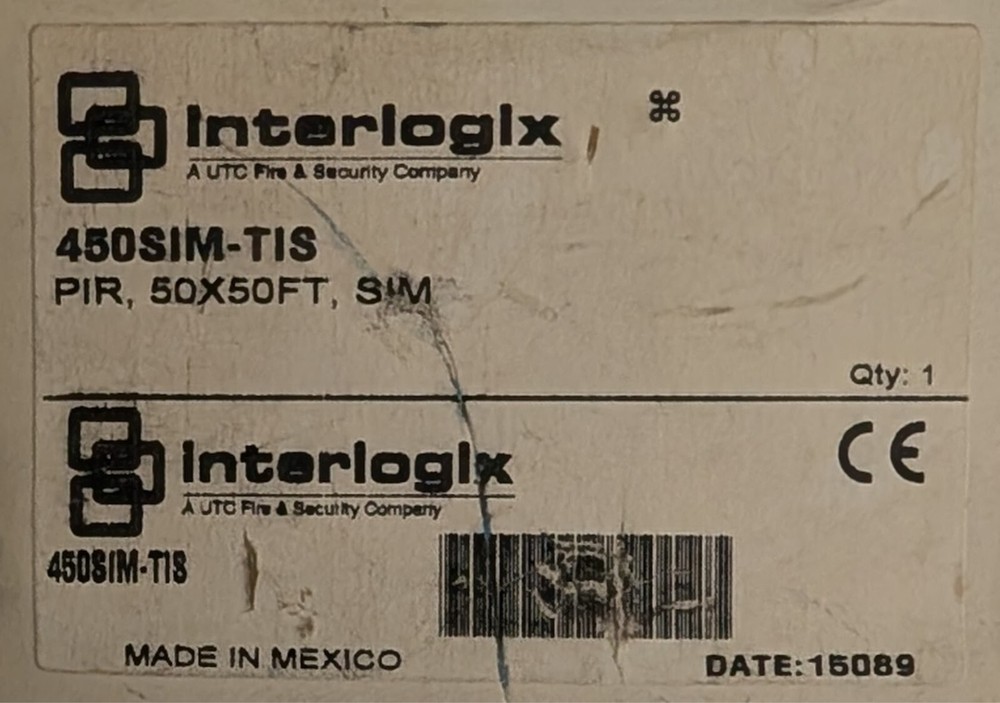 Interlogix ⌘
A UTC Fire & Security Company
450SIM-TIS
PIR, 50X50FT, SIM
Qty: 1
Interlogix
A UTC Fire & Security Company
CE
450SIM-TIS
MADE IN MEXICO
DATE:15089